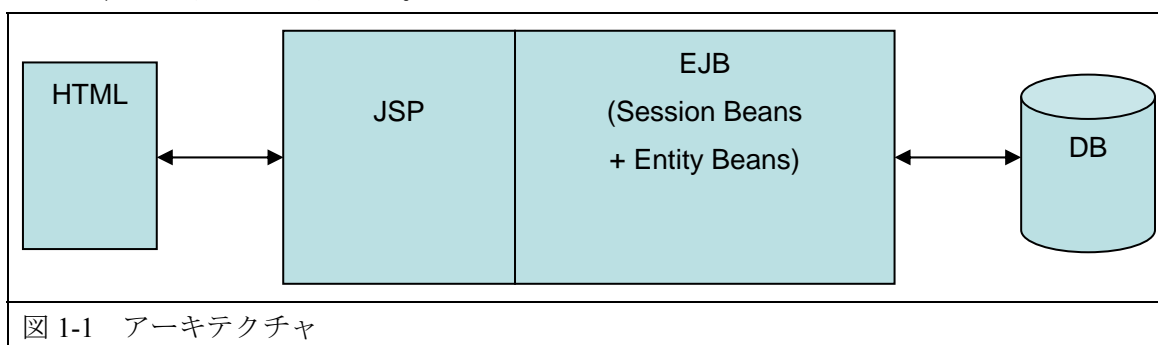 HTML
JSP
EJB
(Session Beans
+ Entity Beans)
DB
図 1-1 アーキテクチャ